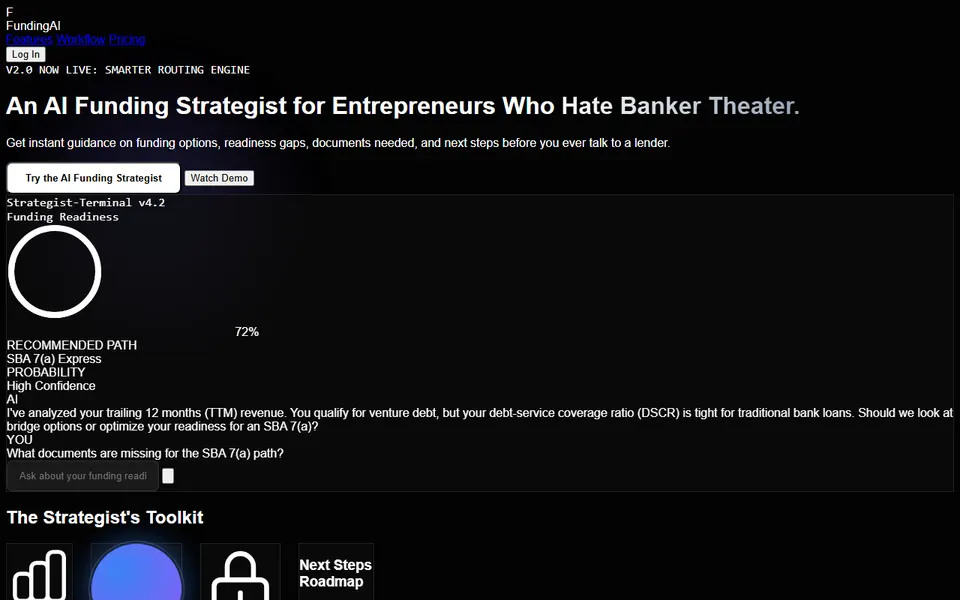 F
FundingAI
Features Workflow Pricing
Log In
V2.0 NOW LIVE: SMARTER ROUTING ENGINE
An AI Funding Strategist for Entrepreneurs Who Hate Banker Theater.
Get instant guidance on funding options, readiness gaps, documents needed, and next steps before you ever talk to a lender.
Try the AI Funding Strategist
Watch Demo
Strategist-Terminal v4.2
Funding Readiness
72%
RECOMMENDED PATH
SBA 7(a) Express
PROBABILITY
High Confidence
AI
I've analyzed your trailing 12 months (TTM) revenue. You qualify for venture debt, but your debt-service coverage ratio (DSCR) is tight for traditional bank loans. Should we look at
bridge options or optimize your readiness for an SBA 7(a)?
YOU
What documents are missing for the SBA 7(a) path?
Ask about your funding readi
The Strategist's Toolkit
Next Steps
Roadmap